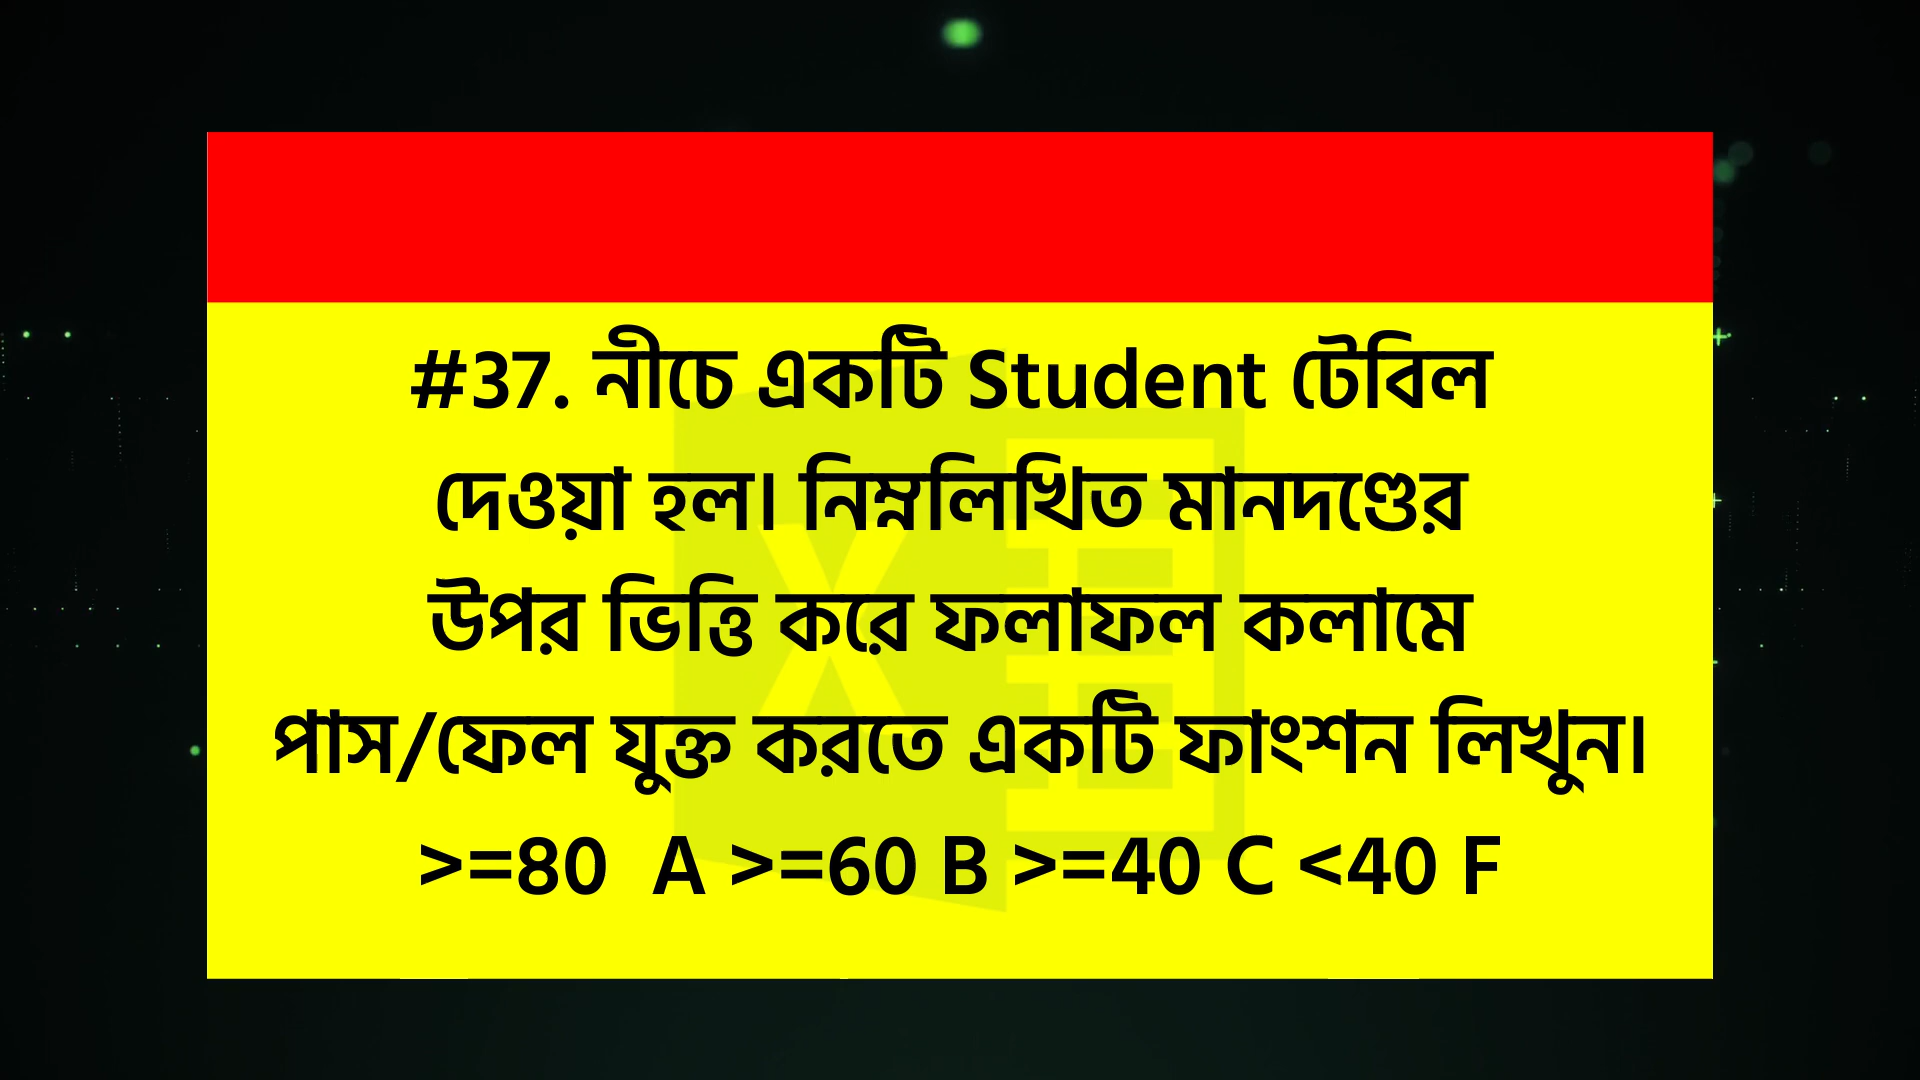 #37. নীচে একটি Student টেবিল
দেওয়া হল। নিম্নলিখিত মানদণ্ডের
উপর ভিত্তি করে ফলাফল কলামে
পাস/ফেল যুক্ত করতে একটি ফাংশন লিখুন।
>=80  A >=60 B >=40 C <40 F